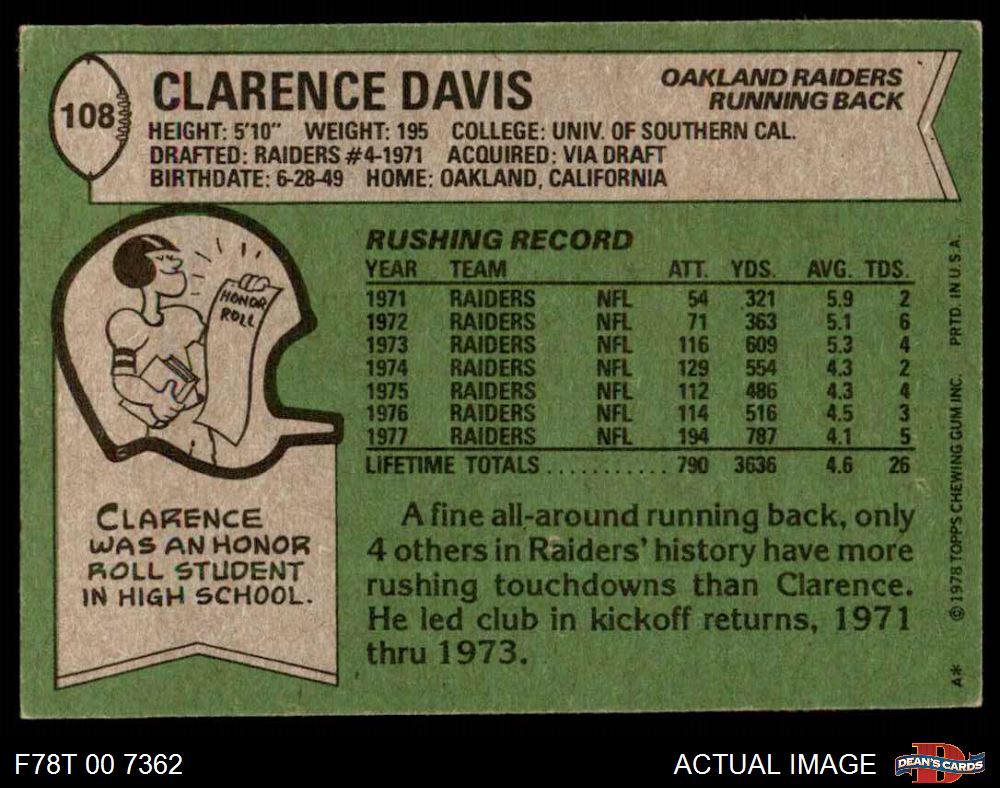 108
CLARENCE DAVIS
OAKLAND RAIDERS
RUNNING BACK
HEIGHT: 5'10" WEIGHT: 195 COLLEGE: UNIV. OF SOUTHERN CAL.
DRAFTED: RAIDERS #4-1971 ACQUIRED: VIA DRAFT
BIRTHDATE: 6-28-49 HOME: OAKLAND, CALIFORNIA
HONOR
ROLL
CLARENCE
WAS AN HONOR
ROLL STUDENT
IN HIGH SCHOOL.
RUSHING RECORD
YEAR TEAM ATT. YDS. AVG. TDS.
1971 RAIDERS NFL 54 321 5.9 2
1972 RAIDERS NFL 71 363 5.1 6
1973 RAIDERS NFL 116 609 5.3 4
1974 RAIDERS NFL 129 554 4.3 2
1975 RAIDERS NFL 112 486 4.3 4
1976 RAIDERS NFL 114 516 4.5 3
1977 RAIDERS NFL 194 787 4.1 5
LIFETIME TOTALS ........... 790 3636 4.6 26
A fine all-around running back, only
4 others in Raiders' history have more
rushing touchdowns than Clarence.
He led club in kickoff returns, 1971
thru 1973.
A* © 1978 TOPPS CHEWING GUM INC. PRTD. IN U.S.A.
F78T 00 7362
ACTUAL IMAGE
D
DEAN'S CARDS